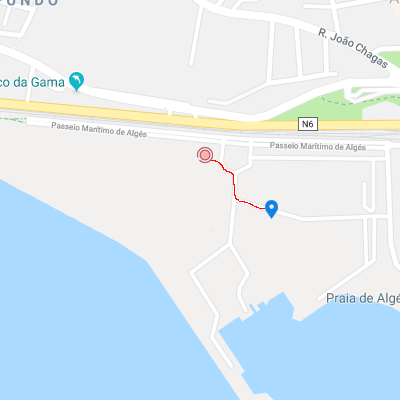 UNDO
R. João Chagas
co da Gama
N6
Passeio Marítimo de Algés
Passeio Marítimo de Algés
Praia de Algé